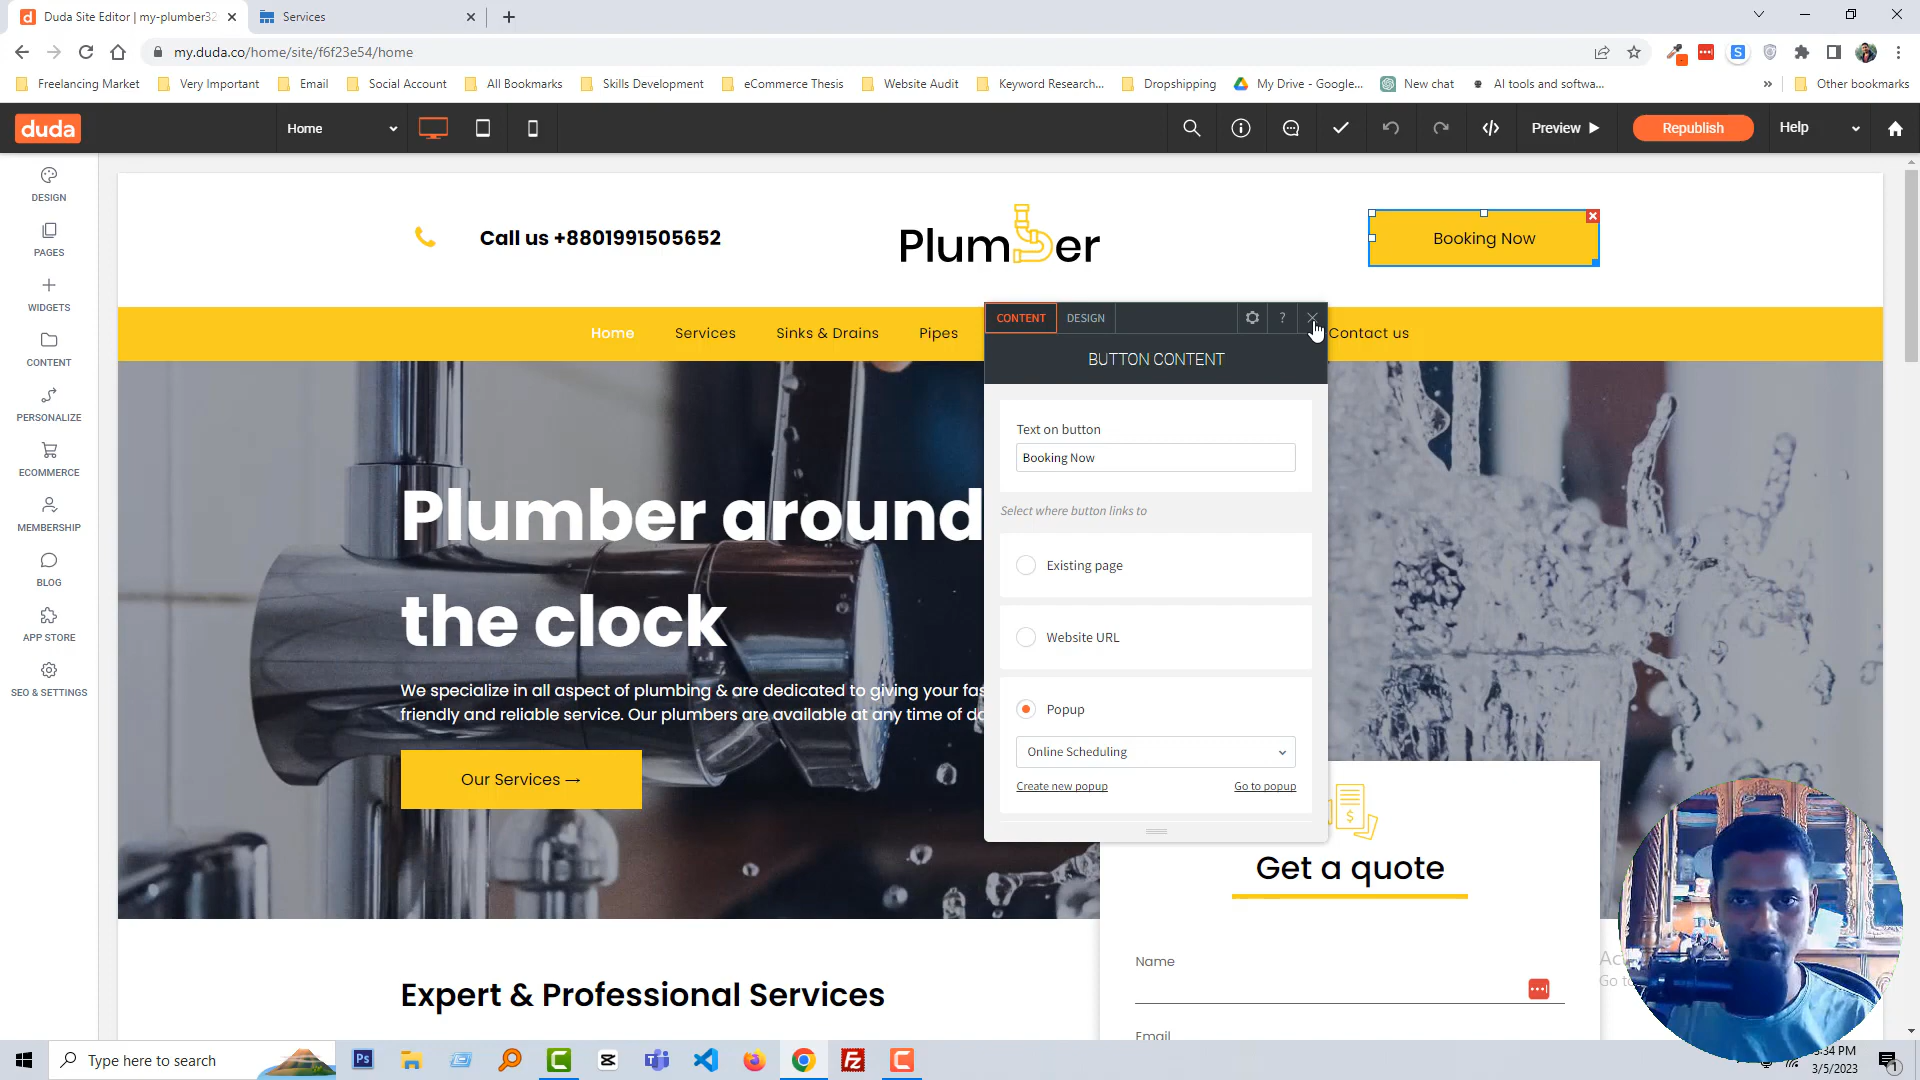 Duda Site Editor | my-plumber32
Services
my.duda.co/home/site/f6f23e54/home
Freelancing Market
Very Important
Email
Social Account
All Bookmarks
Skills Development
eCommerce Thesis
Website Audit
Keyword Research...
Dropshipping
My Drive - Google...
New chat
AI tools and softwa...
»
Other bookmarks
duda
Home
Preview
Republish
Help
DESIGN
PAGES
WIDGETS
CONTENT
PERSONALIZE
ECOMMERCE
MEMBERSHIP
BLOG
APP STORE
SEO & SETTINGS
Call us +8801991505652
Plumber
Booking Now
Home
Services
Sinks & Drains
Pipes
Contact us
CONTENT
DESIGN
?
BUTTON CONTENT
Text on button
Booking Now
Select where button links to
Existing page
Website URL
Popup
Online Scheduling
Create new popup
Go to popup
Plumber around
the clock
We specialize in all aspect of plumbing & are dedicated to giving your fas
friendly and reliable service. Our plumbers are available at any time of da
Our Services →
Get a quote
Name
Email
Expert & Professional Services
Type here to search
:34 PM
3/5/2023